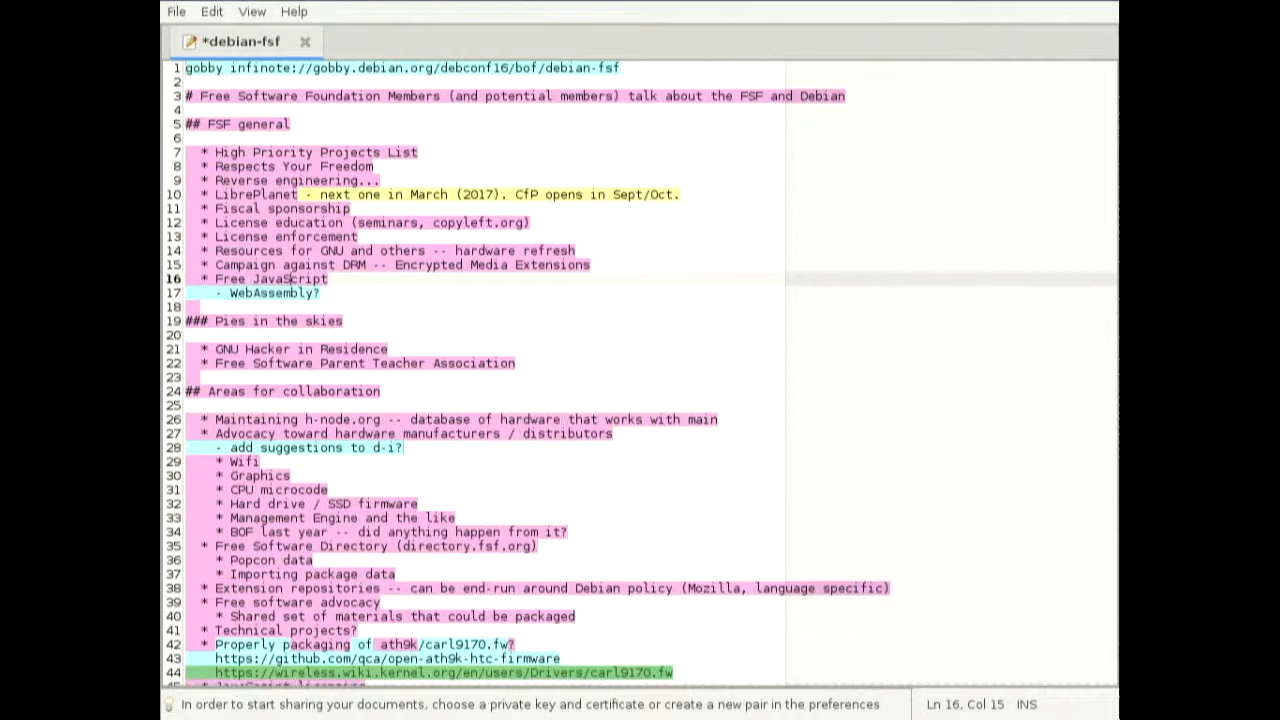 File Edit View Help
*debian-fsf
1 gobby infinote://gobby.debian.org/debconf16/bof/debian-fsf
2
3 # Free Software Foundation Members (and potential members) talk about the FSF and Debian
4
5 ## FSF general
6
7 * High Priority Projects List
8 * Respects Your Freedom
9 * Reverse engineering...
10 * LibrePlanet - next one in March (2017). CfP opens in Sept/Oct.
11 * Fiscal sponsorship
12 * License education (seminars, copyleft.org)
13 * License enforcement
14 * Resources for GNU and others -- hardware refresh
15 * Campaign against DRM -- Encrypted Media Extensions
16 * Free JavaScript
17 - WebAssembly?
18
19 ### Pies in the skies
20
21 * GNU Hacker in Residence
22 * Free Software Parent Teacher Association
23
24 ## Areas for collaboration
25
26 * Maintaining h-node.org -- database of hardware that works with main
27 * Advocacy toward hardware manufacturers / distributors
28 - add suggestions to d-i?
29 * Wifi
30 * Graphics
31 * CPU microcode
32 * Hard drive / SSD firmware
33 * Management Engine and the like
34 * BOF last year -- did anything happen from it?
35 * Free Software Directory (directory.fsf.org)
36 * Popcon data
37 * Importing package data
38 * Extension repositories -- can be end-run around Debian policy (Mozilla, language specific)
39 * Free software advocacy
40 * Shared set of materials that could be packaged
41 * Technical projects?
42 * Properly packaging of ath9k/carl9170.fw?
43 https://github.com/qca/open-ath9k-htc-firmware
44 https://wireless.wiki.kernel.org/en/users/Drivers/carl9170.fw
In order to start sharing your documents, choose a private key and certificate or create a new pair in the preferences
Ln 16, Col 15 INS